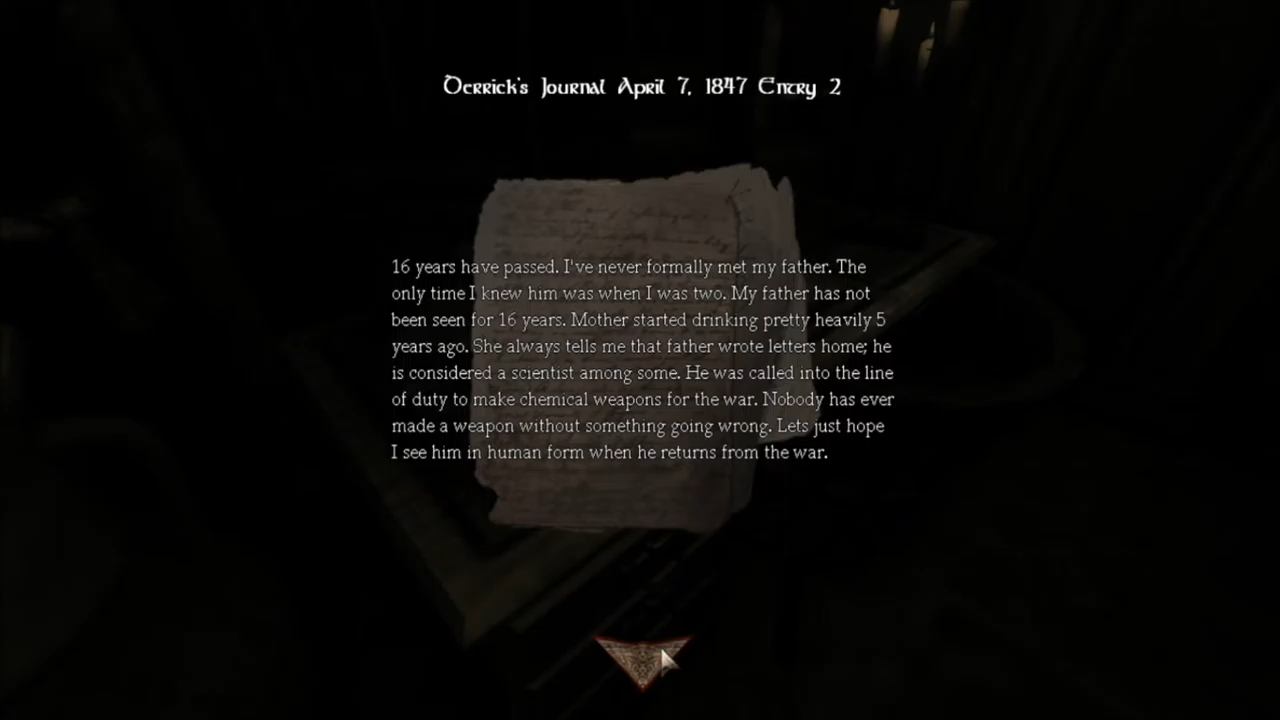 Derrick's Journal April 7, 1847 Entry 2
16 years have passed. I've never formally met my father. The
only time I knew him was when I was two. My father has not
been seen for 16 years. Mother started drinking pretty heavily 5
years ago. She always tells me that father wrote letters home; he
is considered a scientist among some. He was called into the line
of duty to make chemical weapons for the war. Nobody has ever
made a weapon without something going wrong. Lets just hope
I see him in human form when he returns from the war.